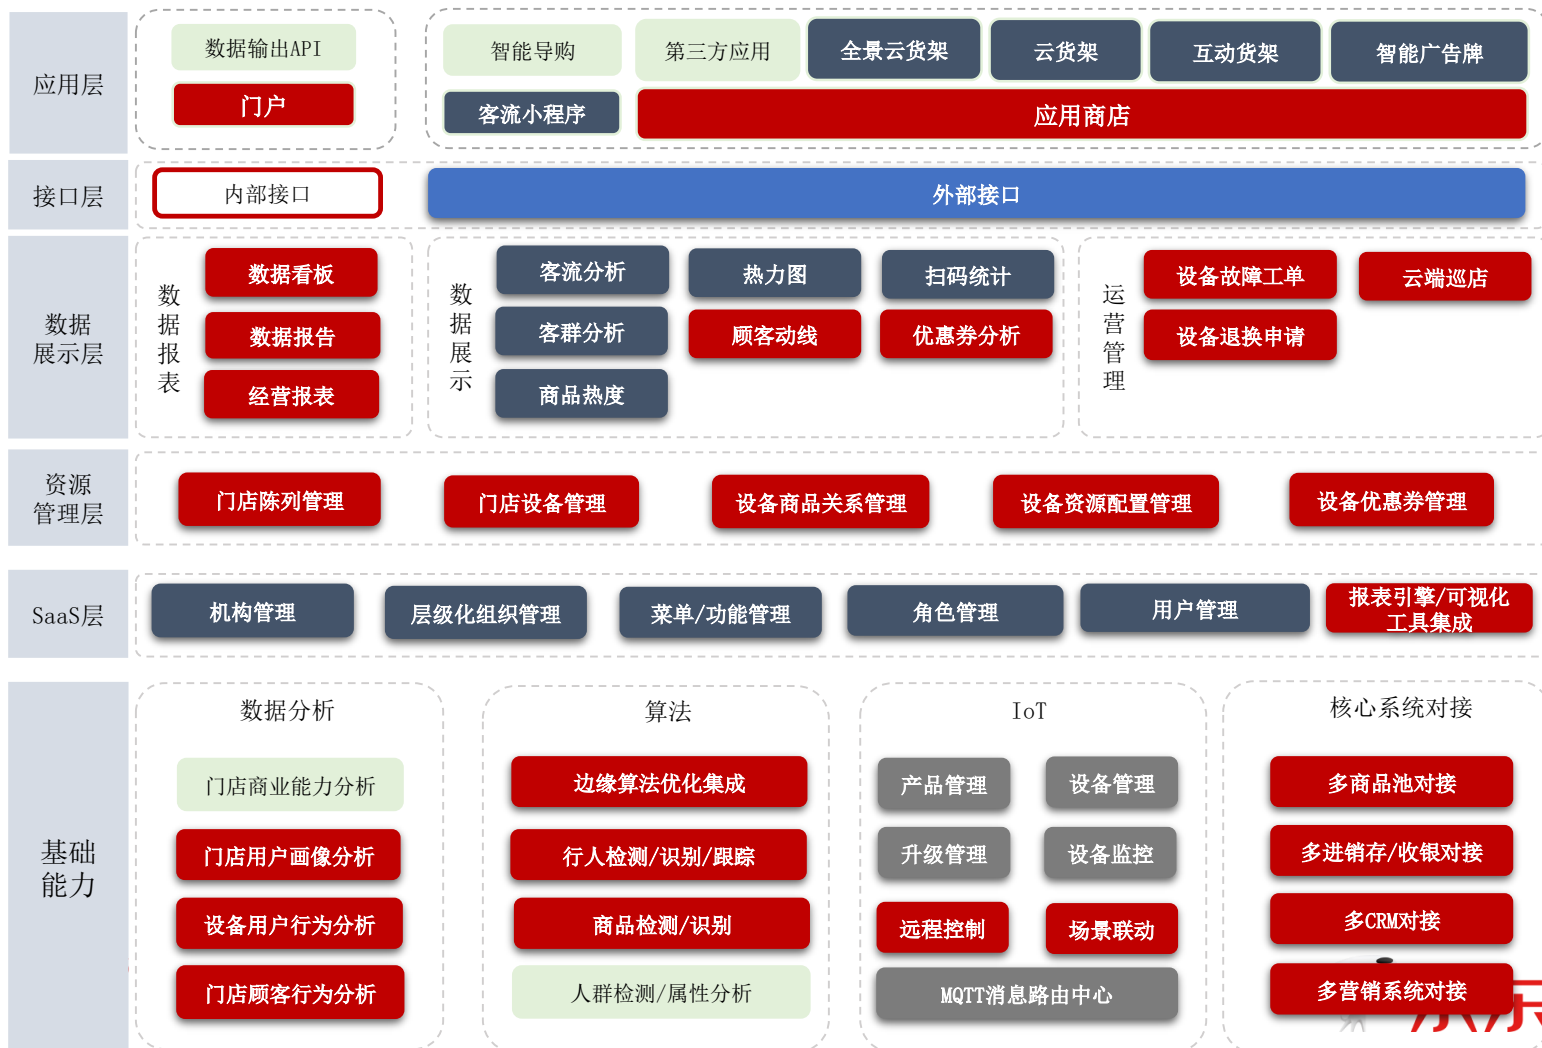 应用层
数据输出API
门户
智能导购
第三方应用
全景云货架
云货架
互动货架
智能广告牌
客流小程序
应用商店
接口层
内部接口
外部接口
数据
展示层
数据报表
数据看板
数据报告
经营报表
数据展示
客流分析
热力图
扫码统计
客群分析
顾客动线
优惠券分析
商品热度
运营管理
设备故障工单
云端巡店
设备退换申请
资源
管理层
门店陈列管理
门店设备管理
设备商品关系管理
设备资源配置管理
设备优惠券管理
SaaS层
机构管理
层级化组织管理
菜单/功能管理
角色管理
用户管理
报表引擎/可视化
工具集成
基础
能力
数据分析
门店商业能力分析
门店用户画像分析
设备用户行为分析
门店顾客行为分析
算法
边缘算法优化集成
行人检测/识别/跟踪
商品检测/识别
人群检测/属性分析
IoT
产品管理
设备管理
升级管理
设备监控
远程控制
场景联动
MQTT消息路由中心
核心系统对接
多商品池对接
多进销存/收银对接
多CRM对接
多营销系统对接